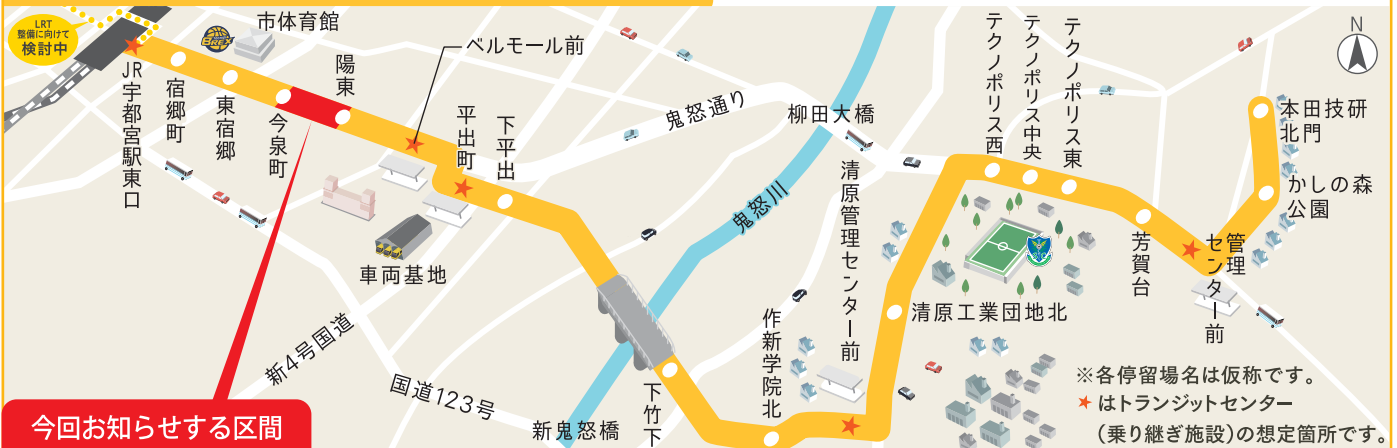 LRT
整備に向けて
検討中
市体育館
BREX
ベルモール前
JR宇都宮駅東口
宿郷町
東宿郷
今泉町
陽東
平出町
下平出
鬼怒通り
柳田大橋
車両基地
鬼怒川
新4号国道
国道123号
新鬼怒橋
下竹下
作新学院北
清原管理センター前
清原工業団地北
テクノポリス西
テクノポリス中央
テクノポリス東
芳賀台
管理
センター前
かしの森
公園
本田技研
北門
N
今回お知らせする区間
※各停留場名は仮称です。
★はトランジットセンター
（乗り継ぎ施設）の想定箇所です。